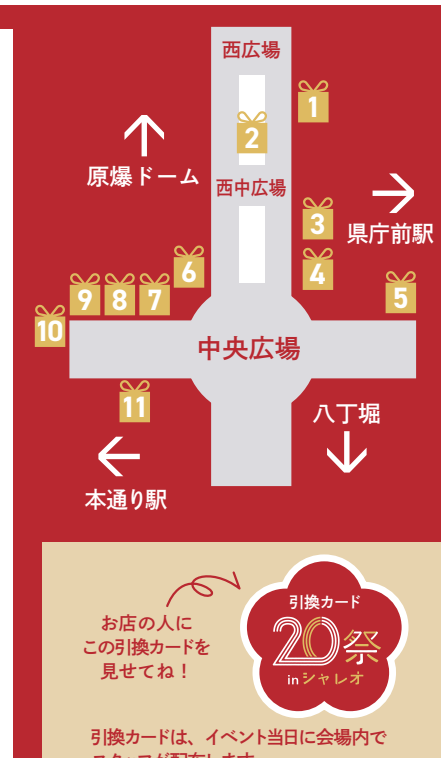 西広場
1
2
原爆ドーム
西中広場
3
県庁前駅
4
5
6
7
8
9
10
中央広場
11
八丁堀
本通り駅
お店の人に
この引換カードを
見せてね！
引換カード
20祭
inシャレオ
引換カードは、イベント当日に会場内で